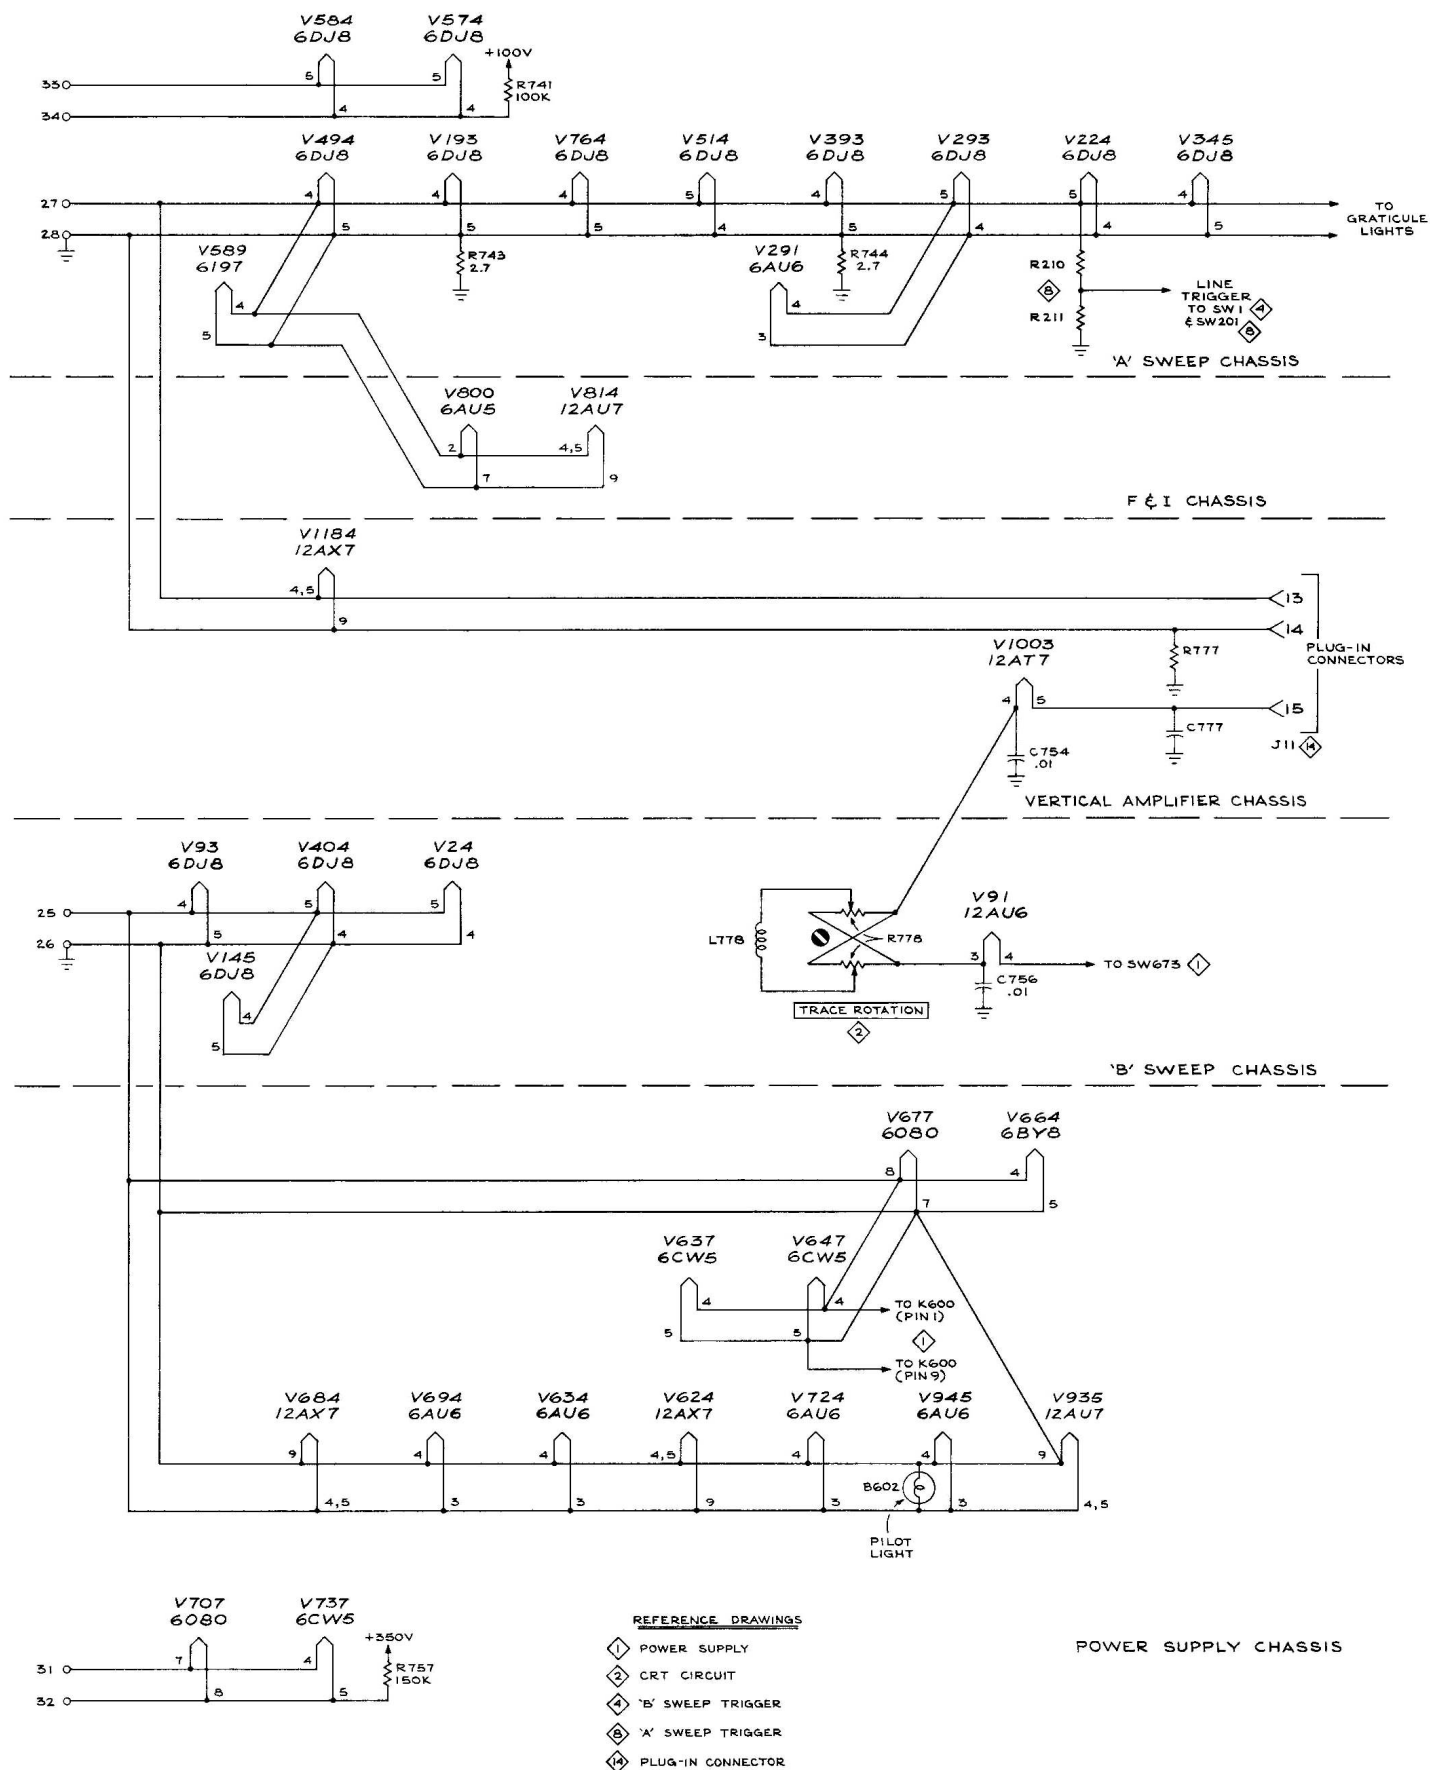 V584 V574
6DJ8 6DJ8
+100V
33 5 5 R741
100K
34 4 4
V494 V193 V764 V514 V393 V293 V224 V345
6DJ8 6DJ8 6DJ8 6DJ8 6DJ8 6DJ8 6DJ8 6DJ8
27 4 4 4 5 4 5 5 4 TO
GRATICULE
LIGHTS
28 5 5 5 4 5 4 4 5
V589 R743 V291 R744
6197 2.7 6AU6 2.7
R210
4 4 8 LINE
TRIGGER
TO SW1 4
& SW201 8
5 3 R211
'A' SWEEP CHASSIS
V800 V814
6AU5 12AU7
2 4,5
7 9
F & I CHASSIS
V1184
12AX7
4,5 13
9 14
V1003 R777 PLUG-IN
12AT7 CONNECTORS
4 5 15
C777
C754 J11 14
.01
VERTICAL AMPLIFIER CHASSIS
V93 V404 V24
6DJ8 6DJ8 6DJ8
25 4 5 5
26 5 4 4
V91
12AU6
V145 L778 R778
6DJ8
3 4 TO SW673 1
C756
.01
4 TRACE ROTATION
5 2
'B' SWEEP CHASSIS
V677 V664
6080 6BY8
8 4
7 5
V637 V647
6CW5 6CW5
4 4 TO K600
(PIN 1)
5 5 1
TO K600
(PIN 9)
V684 V694 V634 V624 V724 V945 V935
12AX7 6AU6 6AU6 12AX7 6AU6 6AU6 12AU7
9 4 4 4,5 4 4 9
B602
4,5 3 3 9 3 3 4,5
PILOT
LIGHT
V707 V737
6080 6CW5
+350V
31 7 4 R757
150K
32 8 5
REFERENCE DRAWINGS
1 POWER SUPPLY
2 CRT CIRCUIT
4 'B' SWEEP TRIGGER
8 'A' SWEEP TRIGGER
14 PLUG-IN CONNECTOR
POWER SUPPLY CHASSIS